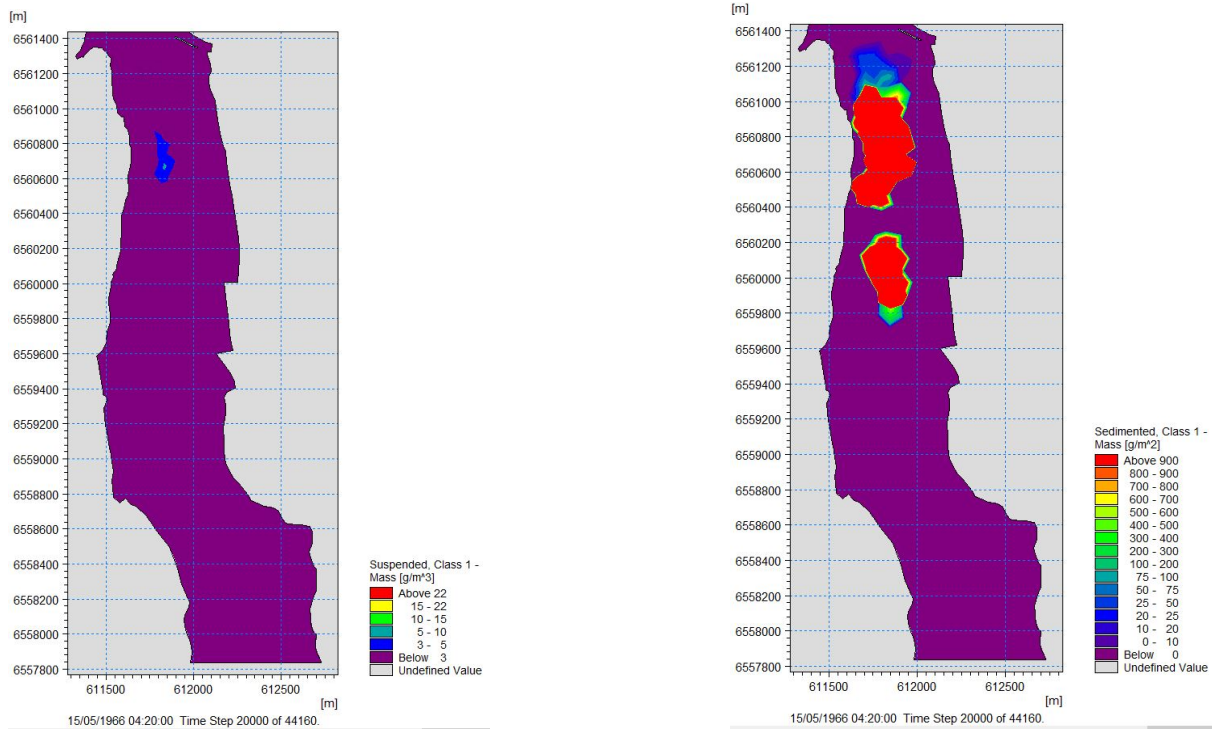 [m]
6561400
6561200
6561000
6560800
6560600
6560400
6560200
6560000
6559800
6559600
6559400
6559200
6559000
6558800
6558600
6558400
6558200
6558000
6557800
611500 612000 612500
[m]
15/05/1966 04:20:00 Time Step 20000 of 44160.
Suspended, Class 1 -
Mass [g/m^3]
Above 22
15 - 22
10 - 15
5 - 10
3 - 5
Below 3
Undefined Value
[m]
6561400
6561200
6561000
6560800
6560600
6560400
6560200
6560000
6559800
6559600
6559400
6559200
6559000
6558800
6558600
6558400
6558200
6558000
6557800
611500 612000 612500
[m]
15/05/1966 04:20:00 Time Step 20000 of 44160.
Sedimented, Class 1 -
Mass [g/m^2]
Above 900
800 - 900
700 - 800
600 - 700
500 - 600
400 - 500
300 - 400
200 - 300
100 - 200
75 - 100
50 - 75
25 - 50
20 - 25
10 - 20
0 - 10
Below 0
Undefined Value